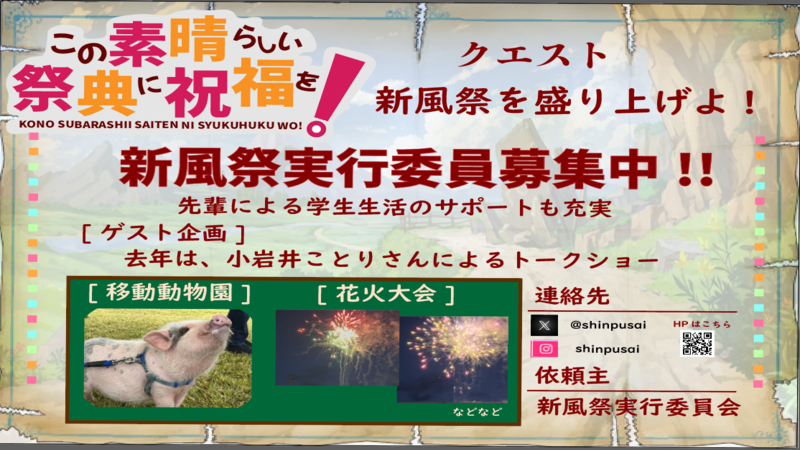 この素晴らしい
祭典に祝福を!
KONO SUBARASHII SAITEN NI SYUKUHUKU WO!
クエスト
新風祭を盛り上げよ!
新風祭実行委員募集中!!
先輩による学生生活のサポートも充実
[ ゲスト企画 ]
去年は、小岩井ことりさんによるトークショー
[ 移動動物園 ]
[ 花火大会 ]
などなど
連絡先
@shinpusai
HPはこちら
shinpusai
依頼主
新風祭実行委員会